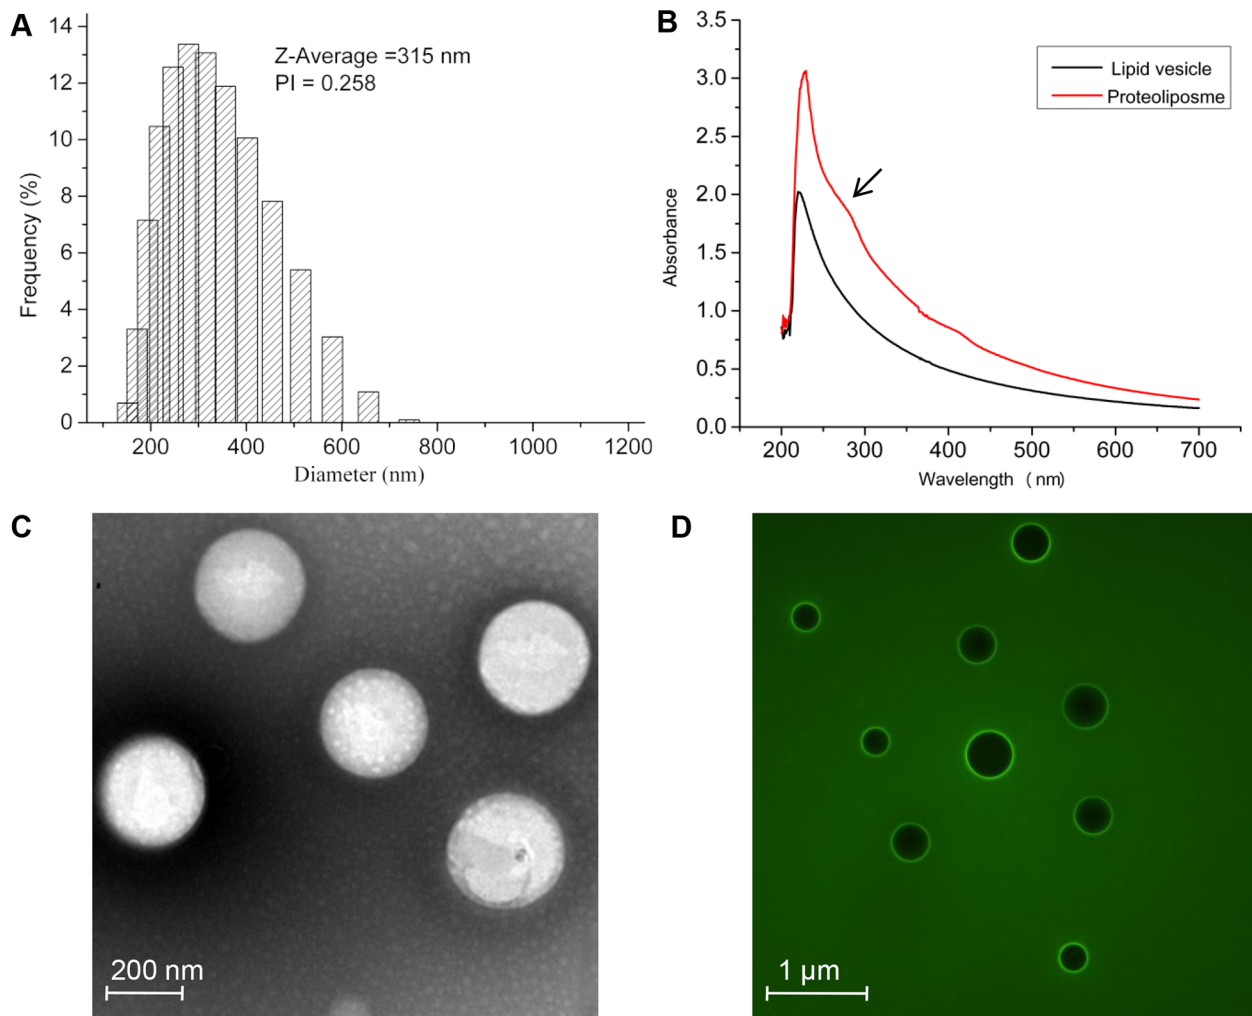 A
Z-Average =315 nm
PI = 0.258
14
12
10
8
6
4
2
0
200
400
600
800
1000
1200
Frequency (%)
Diameter (nm)
B
Lipid vesicle
Proteoliposme
3.5
3.0
2.5
2.0
1.5
1.0
0.5
0.0
200
300
400
500
600
700
Absorbance
Wavelength ( nm)
C
200 nm
D
1 µm